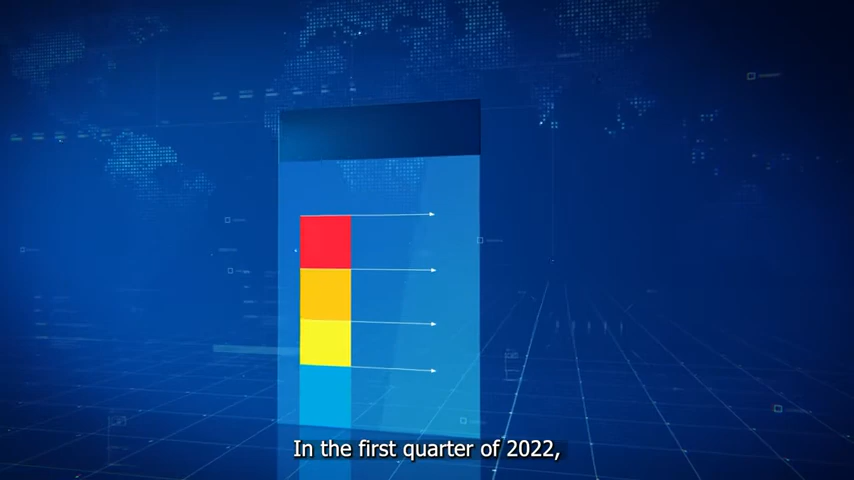 In the first quarter of 2022,